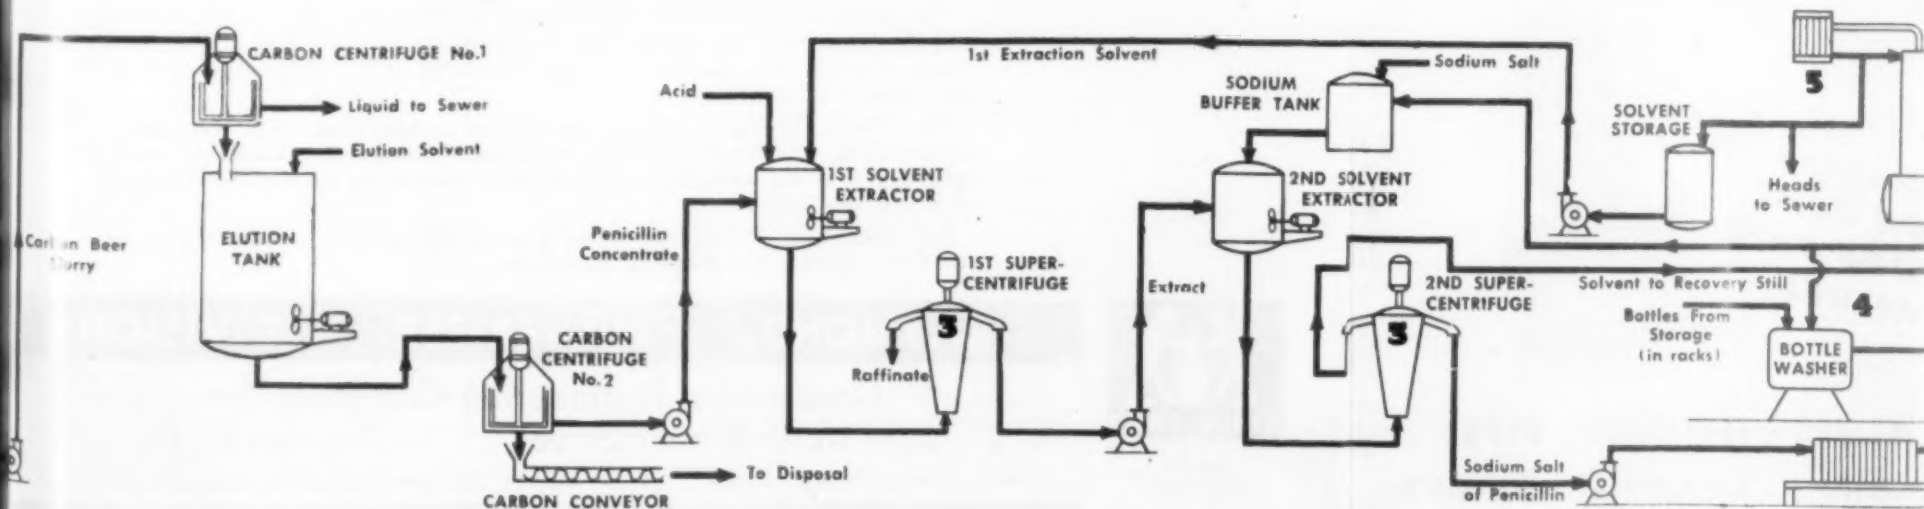 CARBON CENTRIFUGE No.1
Liquid to Sewer
Elution Solvent
ELUTION
TANK
Carbon Beer
Slurry
CARBON
CENTRIFUGE
No. 2
To Disposal
CARBON CONVEYOR
Penicillin
Concentrate
Acid
1st Extraction Solvent
1ST SOLVENT
EXTRACTOR
1ST SUPER-
CENTRIFUGE
3
Raffinate
Extract
SODIUM
BUFFER TANK
Sodium Salt
2ND SOLVENT
EXTRACTOR
2ND SUPER-
CENTRIFUGE
3
Solvent to Recovery Still
Sodium Salt
of Penicillin
SOLVENT
STORAGE
5
Heads
to Sewer
4
Bottles From
Storage
(in racks)
BOTTLE
WASHER